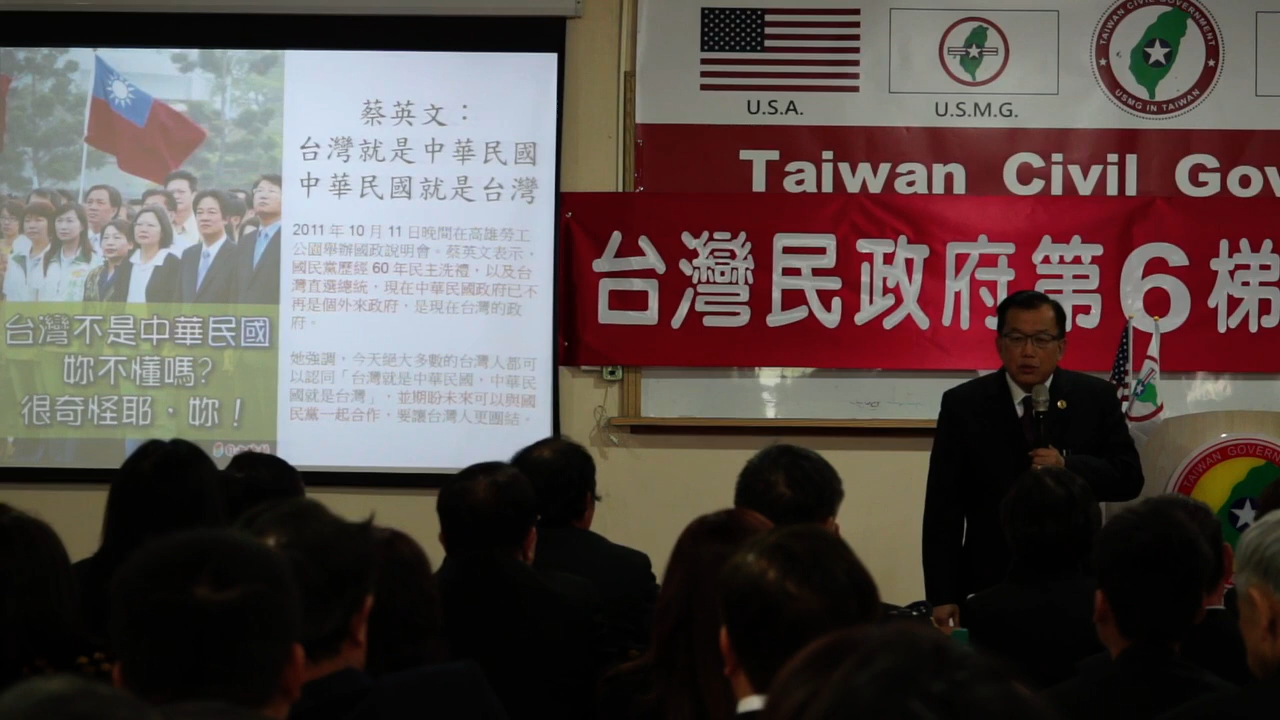 蔡英文：
台灣就是中華民國
中華民國就是台灣
2011 年 10 月 11 日晚間在高雄勞工
公園舉辦國政說明會。蔡英文表示，
國民黨歷經 60 年民主洗禮，以及台
灣直選總統，現在中華民國政府已不
再是個外來政府，是現在台灣的政
府。
她強調，今天絕大多數的台灣人都可
以認同「台灣就是中華民國，中華民
國就是台灣」，並期盼未來可以與國
民黨一起合作，要讓台灣人更團結。
台灣不是中華民國
妳不懂嗎?
很奇怪耶，妳！
U.S.A.
U.S.M.G.
TAIWAN CIVIL GOVERNMENT
USMG IN TAIWAN
Taiwan Civil Gov
台灣民政府第6梯
TAIWAN GOVERNM